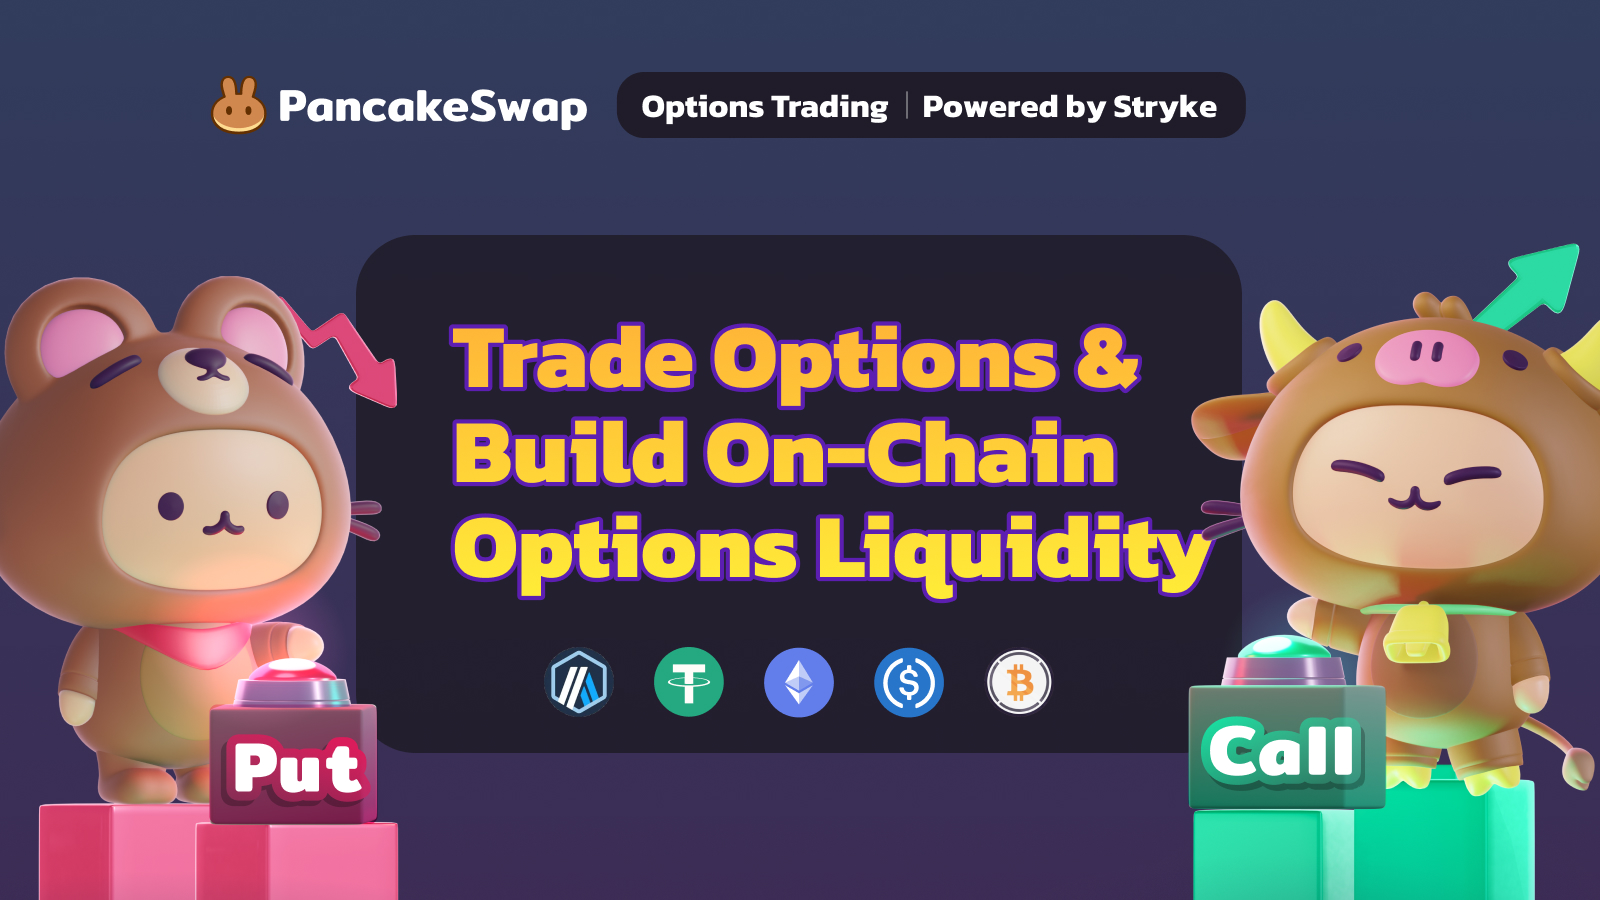 PancakeSwap
Options Trading | Powered by Stryke
Trade Options &
Build On-Chain
Options Liquidity
Put
Call